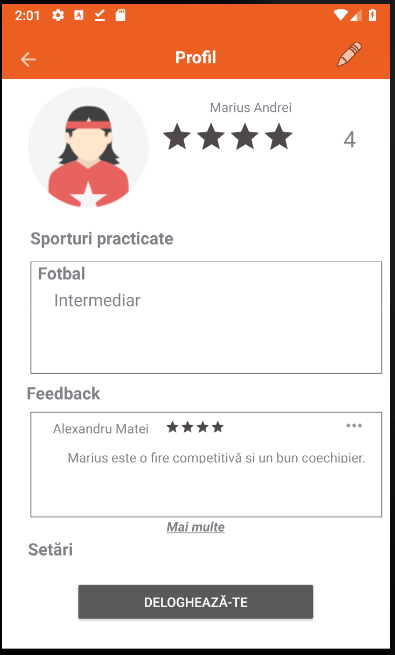 2:01
Profil
Marius Andrei
4
Sporturi practicate
Fotbal
Intermediar
Feedback
Alexandru Matei
Marius este o fire competitivă si un bun coechipier.
Mai multe
Setări
DELOGHEAZĂ-TE